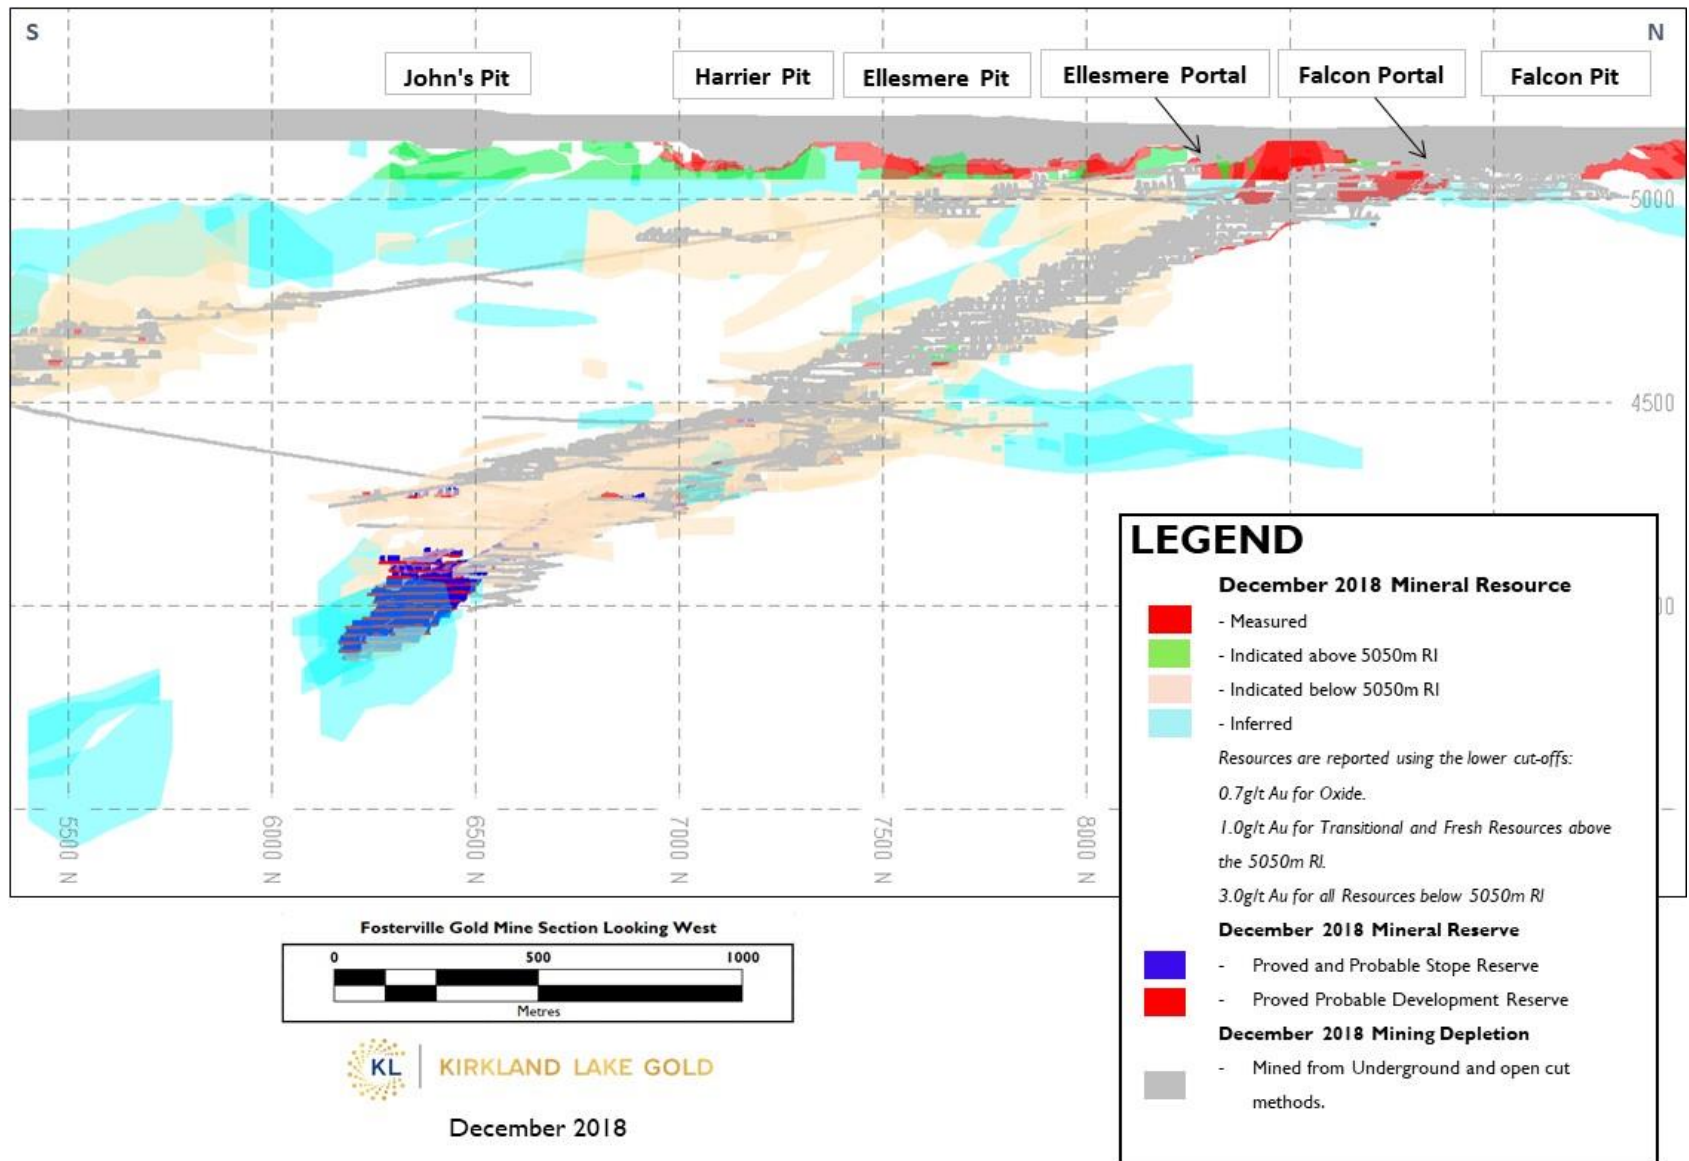 S
N
John's Pit
Harrier Pit
Ellesmere Pit
Ellesmere Portal
Falcon Portal
Falcon Pit
5000
4500
5500 N
6000 N
6500 N
7000 N
7500 N
8000 N
LEGEND
December 2018 Mineral Resource
- Measured
- Indicated above 5050m Rl
- Indicated below 5050m Rl
- Inferred
Resources are reported using the lower cut-offs:
0.7g/t Au for Oxide.
1.0g/t Au for Transitional and Fresh Resources above
the 5050m Rl.
3.0g/t Au for all Resources below 5050m Rl
December 2018 Mineral Reserve
- Proved and Probable Stope Reserve
- Proved Probable Development Reserve
December 2018 Mining Depletion
- Mined from Underground and open cut
methods.
Fosterville Gold Mine Section Looking West
0 500 1000
Metres
KL KIRKLAND LAKE GOLD
December 2018